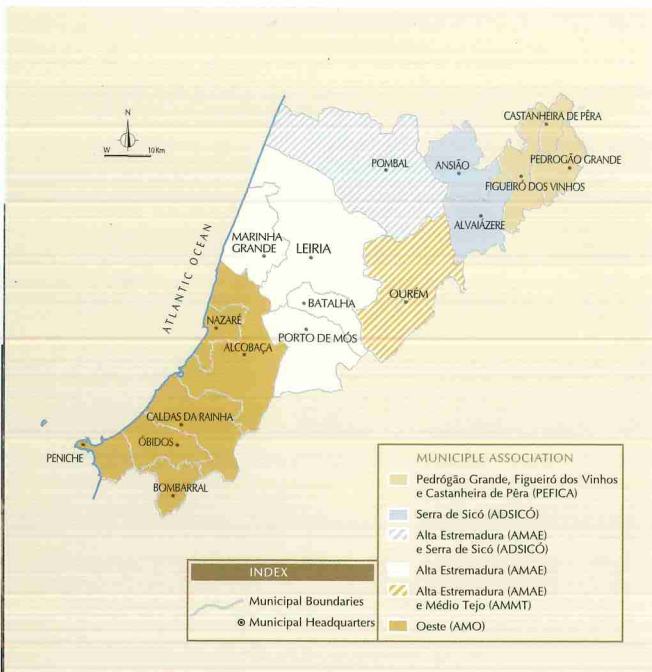 N
W
10Km
CASTANHEIRA DE PÊRA
PEDROGÃO GRANDE
FIGUEIRÓ DOS VINHOS
ANSIÃO
POMBAL
ALVAIÁZERE
ATLANTIC OCEAN
MARINHA
GRANDE
LEIRIA
OURÉM
BATALHA
PORTO DE MÓS
NAZARÉ
ALCOBAÇA
CALDAS DA RAINHA
ÓBIDOS
PENICHE
BOMBARRAL
MUNICIPLE ASSOCIATION
Pedrógão Grande, Figueiró dos Vinhos
e Castanheira de Pêra (PEFICA)
Serra de Sicó (ADSICÓ)
Alta Estremadura (AMAE)
e Serra de Sicó (ADSICÓ)
Alta Estremadura (AMAE)
Alta Estremadura (AMAE)
e Médio Tejo (AMMT)
Oeste (AMO)
INDEX
Municipal Boundaries
Municipal Headquarters